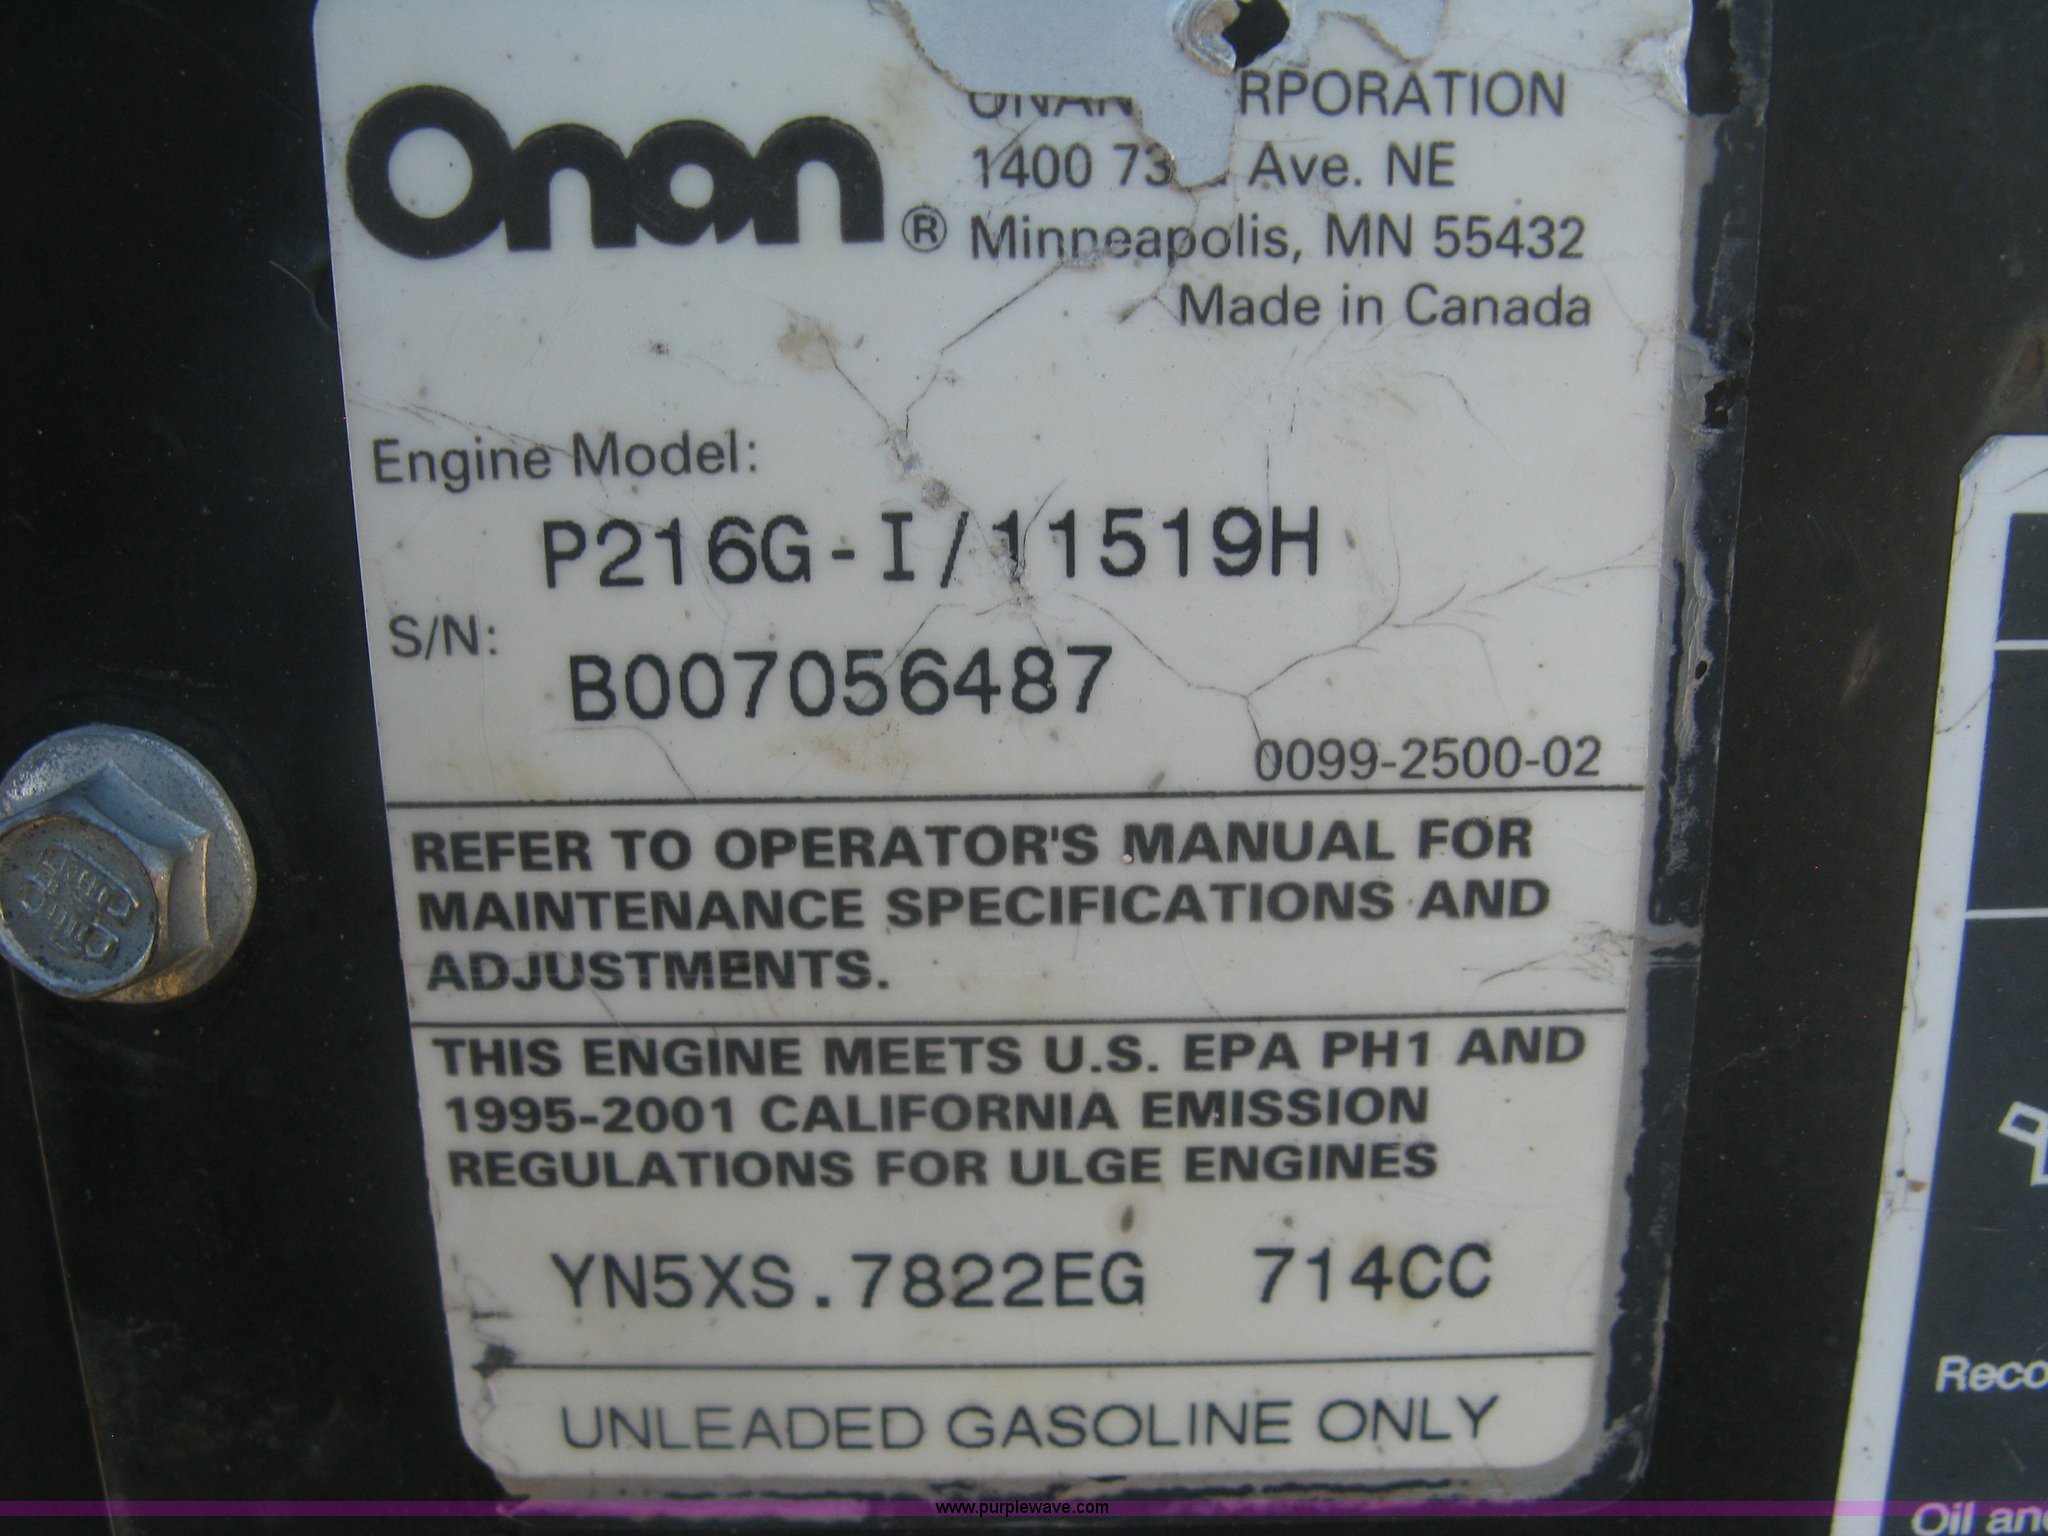 Onan ®
RPORATION
1400 Ave. NE
Minneapolis, MN 55432
Made in Canada
Engine Model:
P216G-I/11519H
S/N:
B007056487
0099-2500-02
REFER TO OPERATOR'S MANUAL FOR
MAINTENANCE SPECIFICATIONS AND
ADJUSTMENTS.
THIS ENGINE MEETS U.S. EPA PH1 AND
1995-2001 CALIFORNIA EMISSION
REGULATIONS FOR ULGE ENGINES
YN5XS.7822EG 714CC
UNLEADED GASOLINE ONLY
Reco
Oil and
www.purplewave.com